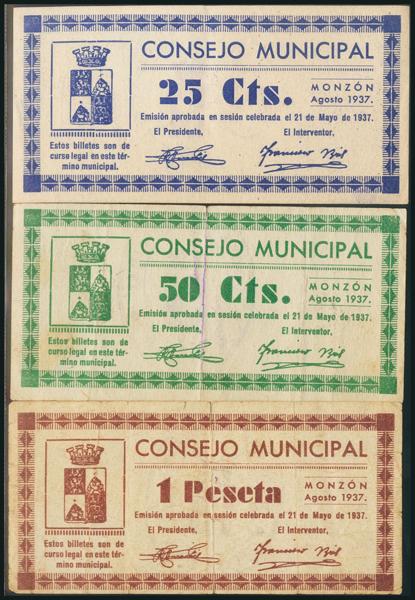 CONSEJO MUNICIPAL
25 Cts.
MONZÓN
Agosto 1937.
Emisión aprobada en sesión celebrada el 21 de Mayo de 1937.
El Presidente,
El Interventor,
Francisco
Estos billetes son de
curso legal en este tér-
mino municipal.
CONSEJO MUNICIPAL
50 Cts.
MONZÓN
Agosto 1937.
Emisión aprobada en sesión celebrada el 21 de Mayo de 1937.
El Presidente,
El Interventor,
Francisco
Estos billetes son de
curso legal en este tér-
mino municipal.
CONSEJO MUNICIPAL
1 Peseta
MONZÓN
Agosto 1937.
Emisión aprobada en sesión celebrada el 21 de Mayo de 1937.
El Presidente,
El Interventor,
Francisco
Estos billetes son de
curso legal en este tér-
mino municipal.